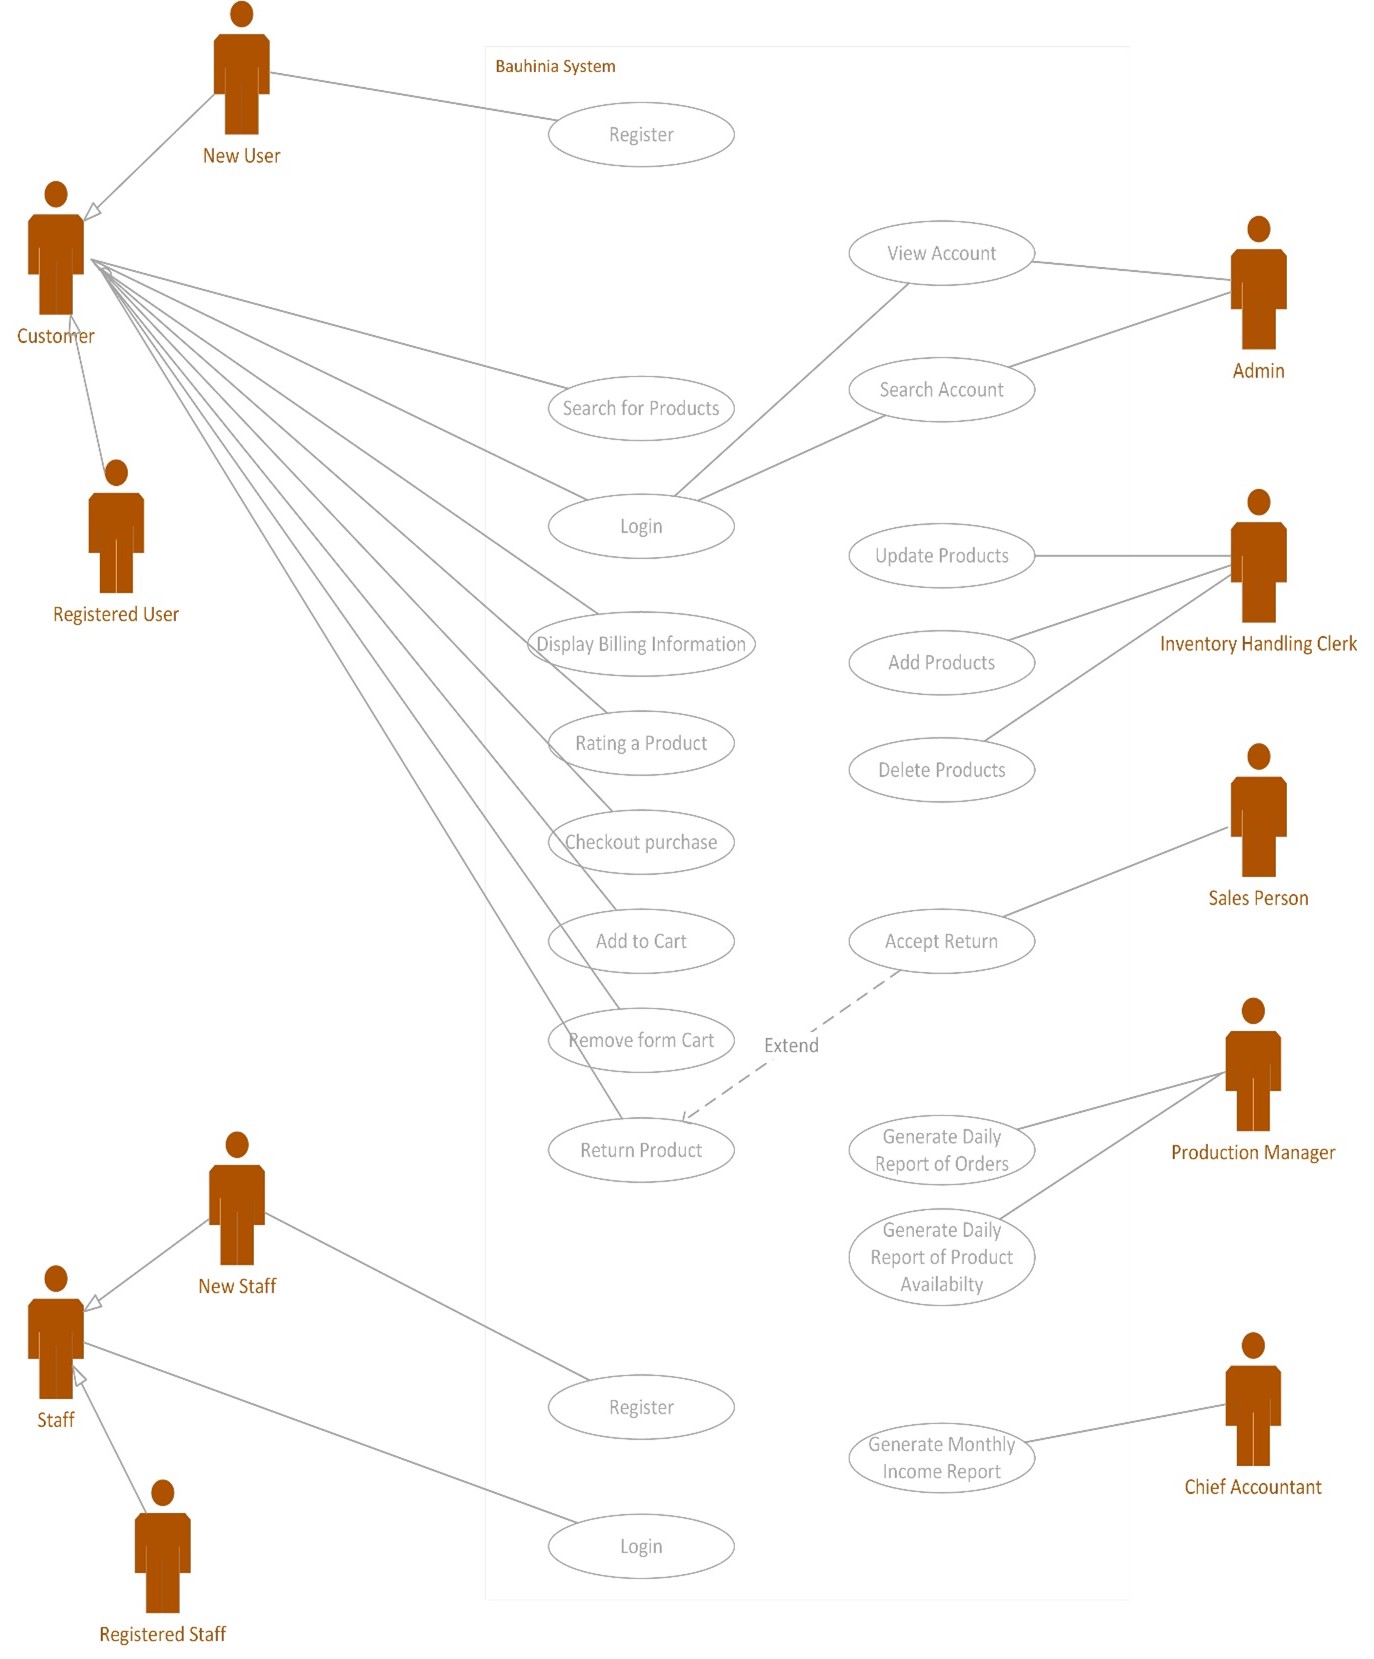 Bauhinia System
New User
Register
Customer
View Account
Admin
Search for Products
Search Account
Registered User
Login
Update Products
Inventory Handling Clerk
Display Billing Information
Add Products
Rating a Product
Delete Products
Checkout purchase
Sales Person
Add to Cart
Accept Return
Remove form Cart
Extend
Return Product
Generate Daily
Report of Orders
Production Manager
Generate Daily
Report of Product
Availabilty
New Staff
Staff
Register
Generate Monthly
Income Report
Chief Accountant
Login
Registered Staff